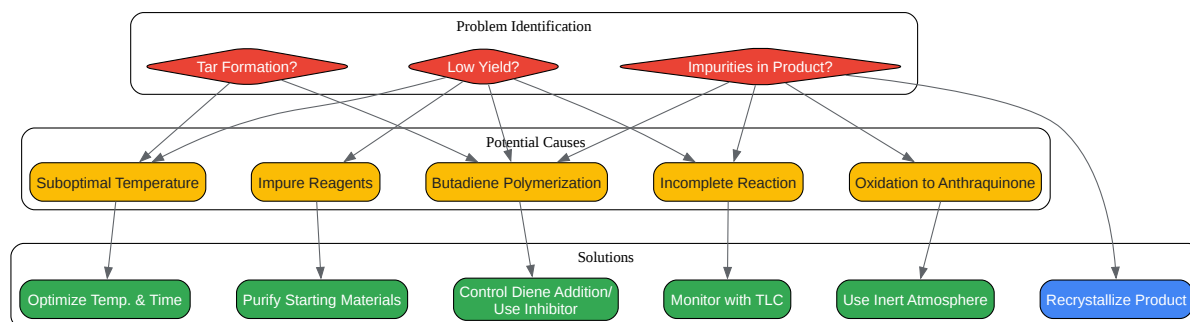 Problem Identification
Tar Formation?
Low Yield?
Impurities in Product?
Potential Causes
Suboptimal Temperature
Impure Reagents
Butadiene Polymerization
Incomplete Reaction
Oxidation to Anthraquinone
Solutions
Optimize Temp. & Time
Purify Starting Materials
Control Diene Addition/
Use Inhibitor
Monitor with TLC
Use Inert Atmosphere
Recrystallize Product